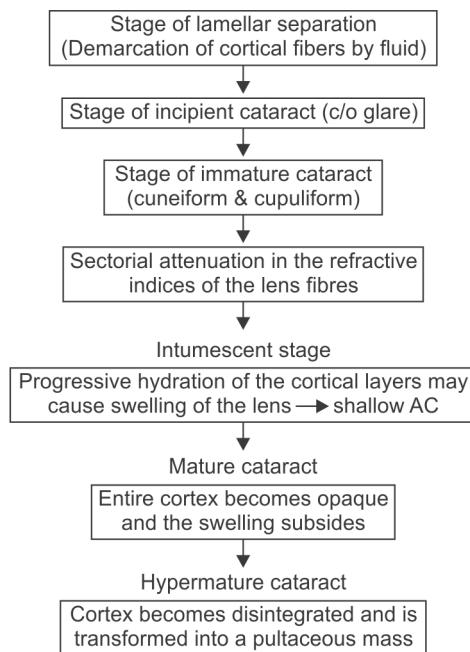 Stage of lamellar separation
(Demarcation of cortical fibers by fluid)
Stage of incipient cataract (c/o glare)
Stage of immature cataract
(cuneiform & cupuliform)
Sectorial attenuation in the refractive
indices of the lens fibres
Intumescent stage
Progressive hydration of the cortical layers may
cause swelling of the lens → shallow AC
Mature cataract
Entire cortex becomes opaque
and the swelling subsides
Hypermature cataract
Cortex becomes disintegrated and is
transformed into a pultaceous mass